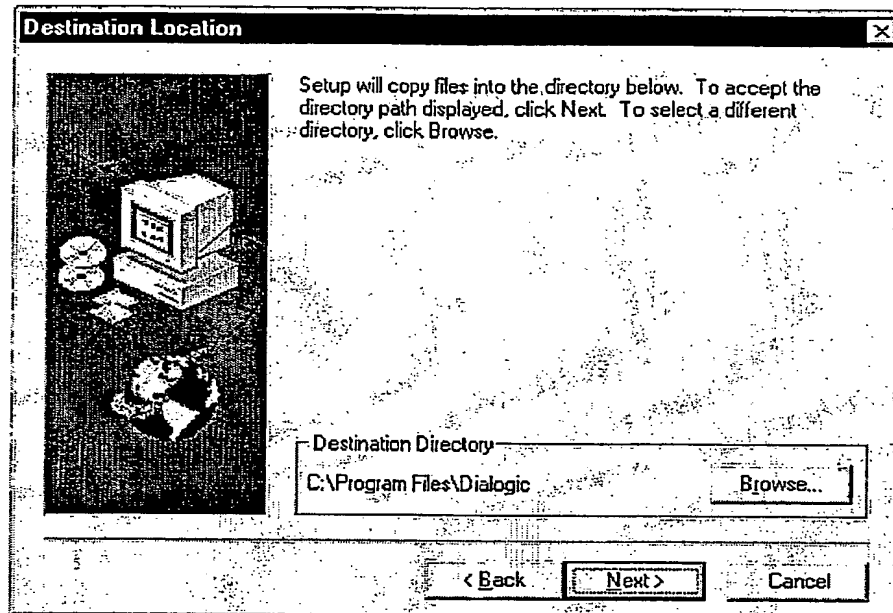 Destination Location
Setup will copy files into the directory below. To accept the
directory path displayed, click Next. To select a different
directory, click Browse.
Destination Directory
C:\Program Files\Dialogic
Browse...
< Back
Next >
Cancel